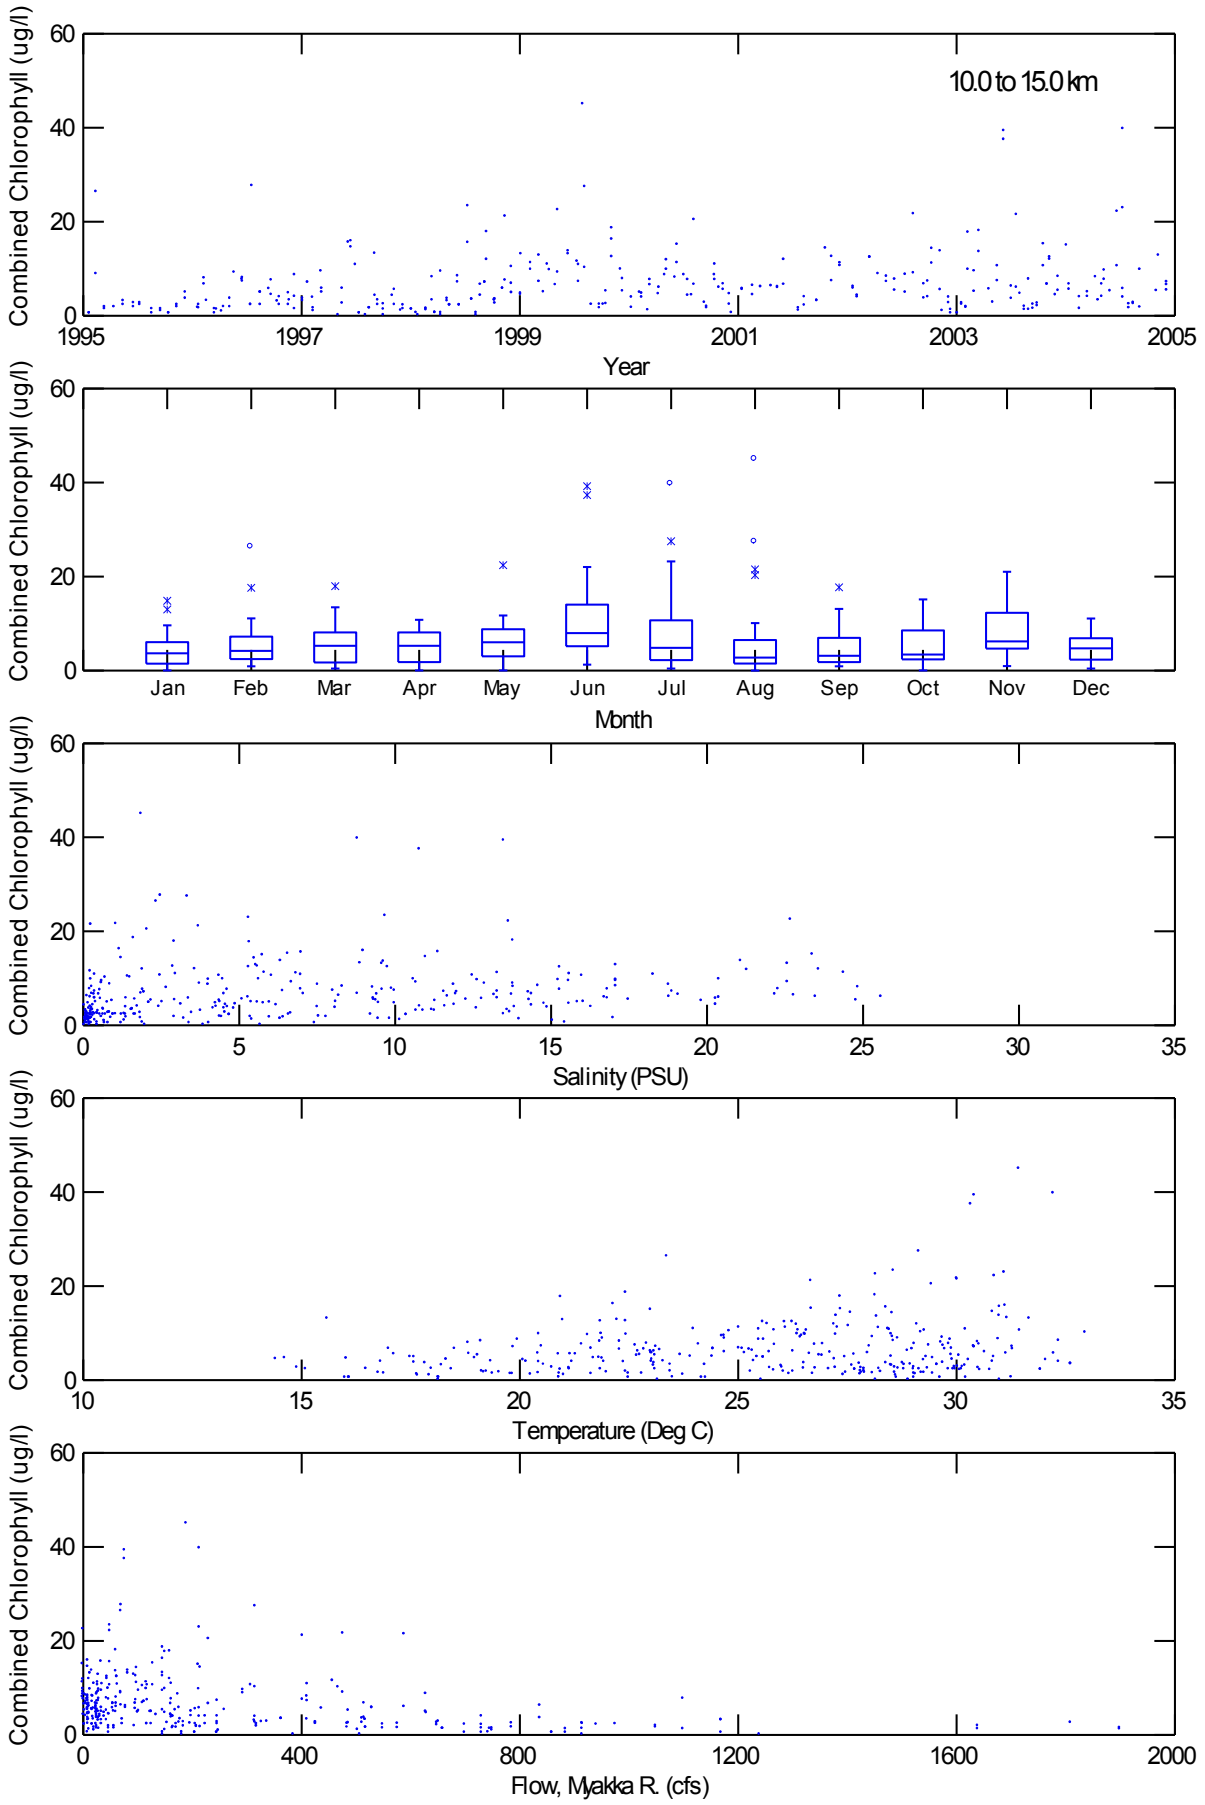 Combined Chlorophyll (ug/l)
60
40
20
0
10.0 to 15.0 km
1995 1997 1999 2001 2003 2005
Year
Combined Chlorophyll (ug/l)
60
40
20
0
Jan Feb Mar Apr May Jun Jul Aug Sep Oct Nov Dec
Month
Combined Chlorophyll (ug/l)
60
40
20
0
0 5 10 15 20 25 30 35
Salinity (PSU)
Combined Chlorophyll (ug/l)
60
40
20
0
10 15 20 25 30 35
Temperature (Deg C)
Combined Chlorophyll (ug/l)
60
40
20
0
0 400 800 1200 1600 2000
Flow, Myakka R. (cfs)